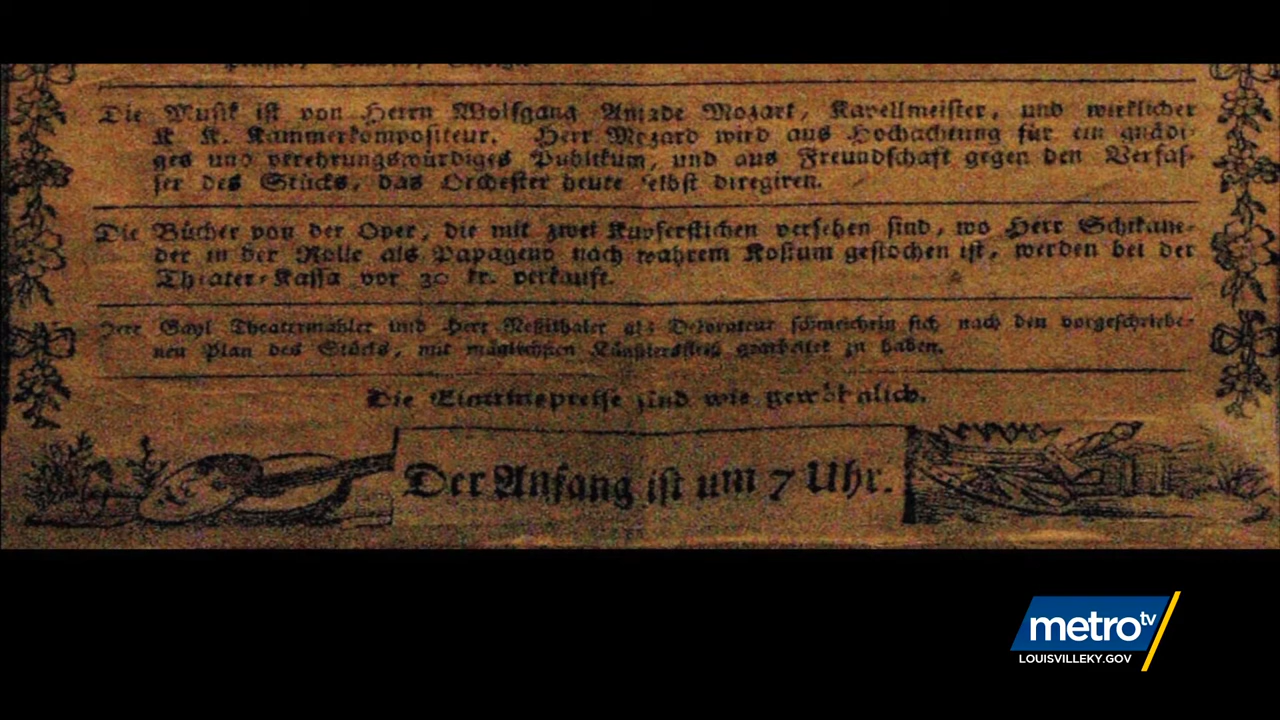 Die Musik ist von Herrn Wolfgang Amade Mozart, Kapellmeister, und wirklicher
K. K. Kammerkompositeur. Herr Mozard wird aus Hochachtung für ein gnädi-
ges und verehrungswürdiges Publikum, und aus Freundschaft gegen den Verfas-
ser des Stücks, das Orchester heute selbst diregiren.
Die Bücher von der Oper, die mit zwei Kupferstichen versehen sind, wo Herr Schikane-
der in der Rolle als Papageno nach wahrem Kostum gestochen ist, werden bei der
Theater-Kassa vor 30 kr. verkauft.
Herr Gayl Theatermahler und Herr Neßlthaler als Dekorateur schmeicheln sich nach den vorgeschriebe-
nen Plan des Stücks, mit möglichsten Künstlersfleiß gearbeitet zu haben.
Die Eintrittspreise sind wie gewöhnlich.
Der Anfang ist um 7 Uhr.
metrotv
LOUISVILLEKY.GOV